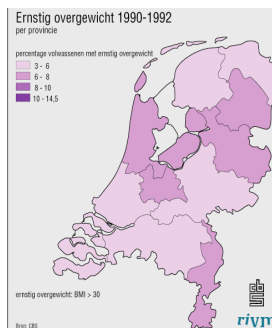 Ernstig overgewicht 1990-1992
per provincie
percentage volwassenen met ernstig overgewicht
3 - 6
6 - 8
8 - 10
10 - 14,5
ernstig overgewicht: BMI > 30
Bron: CBS
rivm